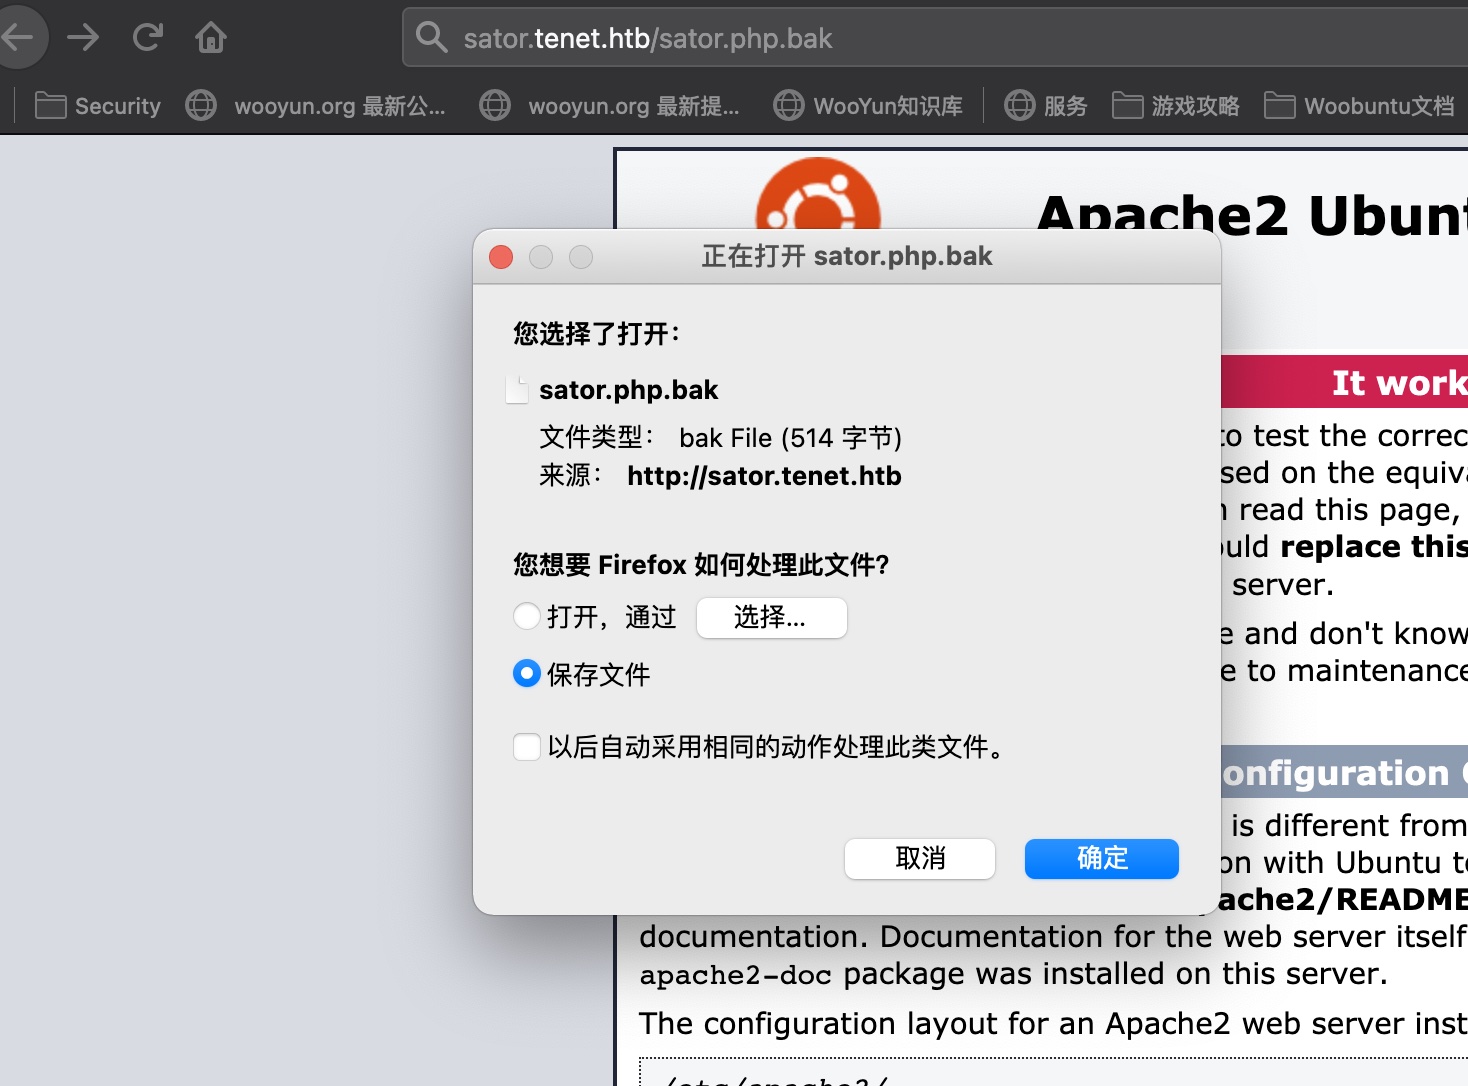 sator.tenet.htb/sator.php.bak
Security wooyun.org 最新公... wooyun.org 最新提... WooYun知识库 服务 游戏攻略 Woobuntu文档
Apache2 Ubunt
正在打开 sator.php.bak
您选择了打开：
sator.php.bak
文件类型： bak File (514 字节)
来源： http://sator.tenet.htb
您想要 Firefox 如何处理此文件?
打开，通过 选择...
保存文件
以后自动采用相同的动作处理此类文件。
取消 确定
It work
to test the correc
sed on the equiva
n read this page,
ould replace this
server.
e and don't know
e to maintenance
onfiguration
is different from
on with Ubuntu to
ache2/README
documentation. Documentation for the web server itself
apache2-doc package was installed on this server.
The configuration layout for an Apache2 web server inst
/etc/apache2/